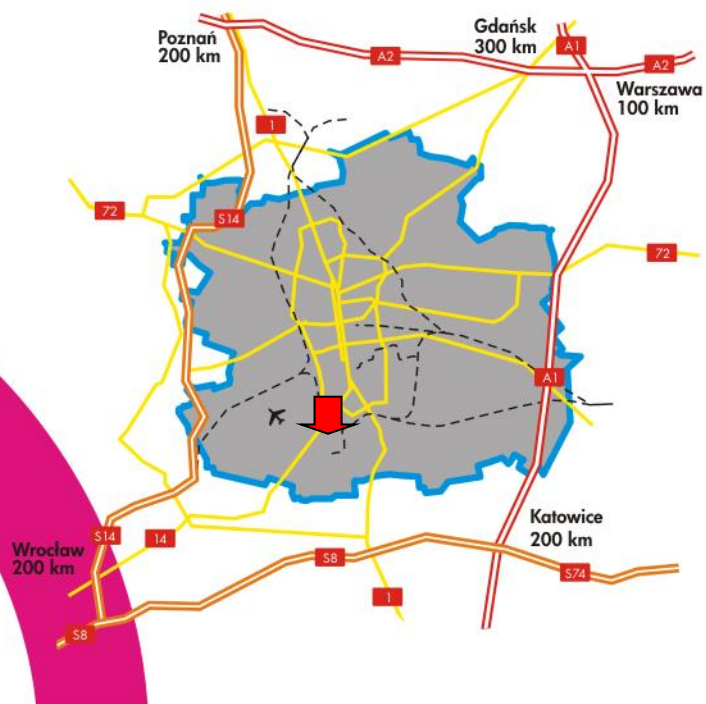 Poznań
200 km
Gdańsk
300 km
A1
A2
A2
Warszawa
100 km
1
72
S14
72
A1
Katowice
200 km
S14
14
Wrocław
200 km
S8
S74
1
S8